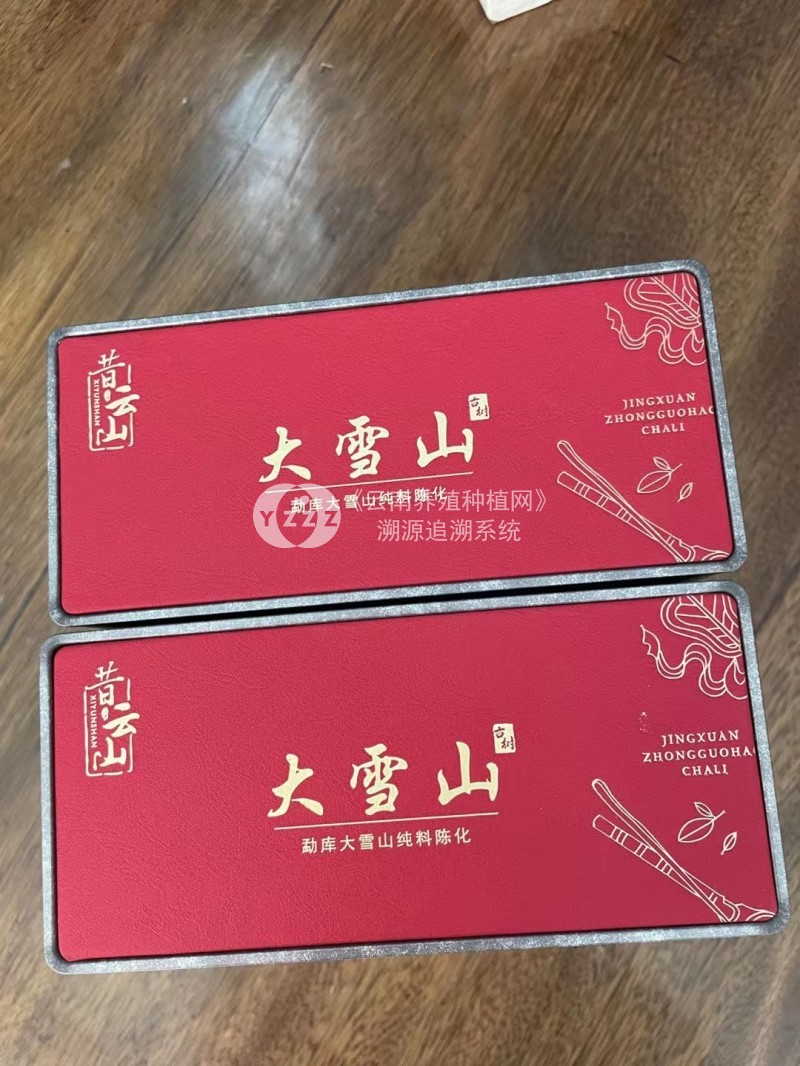 昔云山
XIYUNSHAN
大雪山
古树
勐库大雪山纯料陈化
JINGXUAN
ZHONGGUOHAO
CHALI
YZZZ
《云南养殖种植网》
溯源追溯系统
昔云山
XIYUNSHAN
大雪山
古树
勐库大雪山纯料陈化
JINGXUAN
ZHONGGUOHAO
CHALI